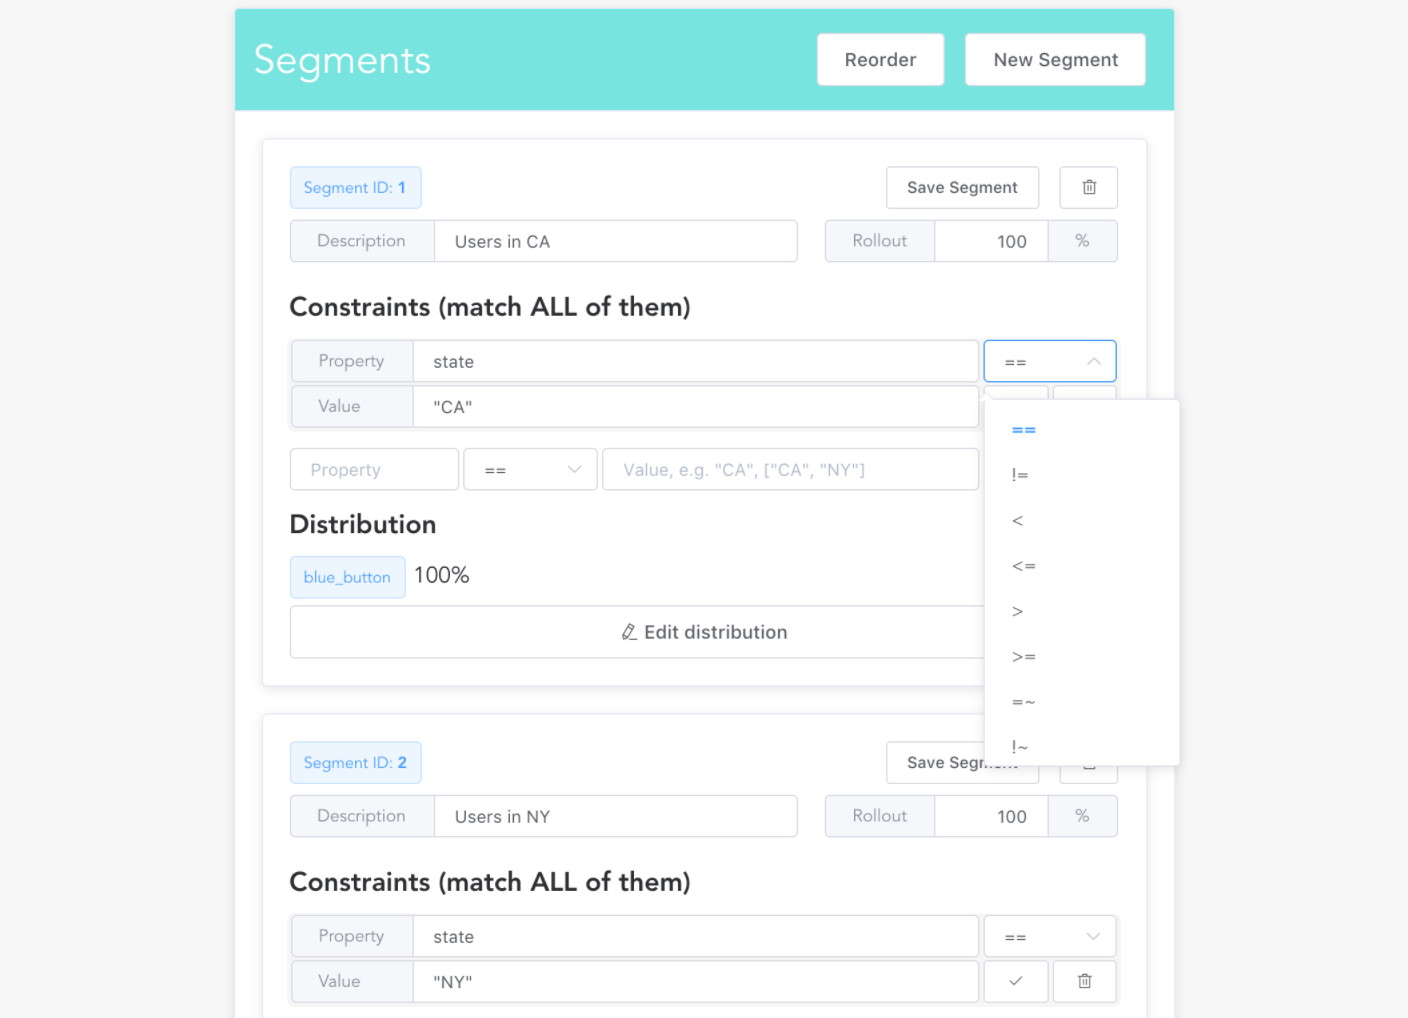 Segments
Reorder
New Segment
Segment ID: 1
Save Segment
Description
Users in CA
Rollout
100
%
Constraints (match ALL of them)
Property
state
==
Value
"CA"
==
!=
<
<=
>
>=
=~
!~
Property
==
Value, e.g. "CA", ["CA", "NY"]
Distribution
blue_button
100%
Edit distribution
Segment ID: 2
Save Segment
Description
Users in NY
Rollout
100
%
Constraints (match ALL of them)
Property
state
==
Value
"NY"